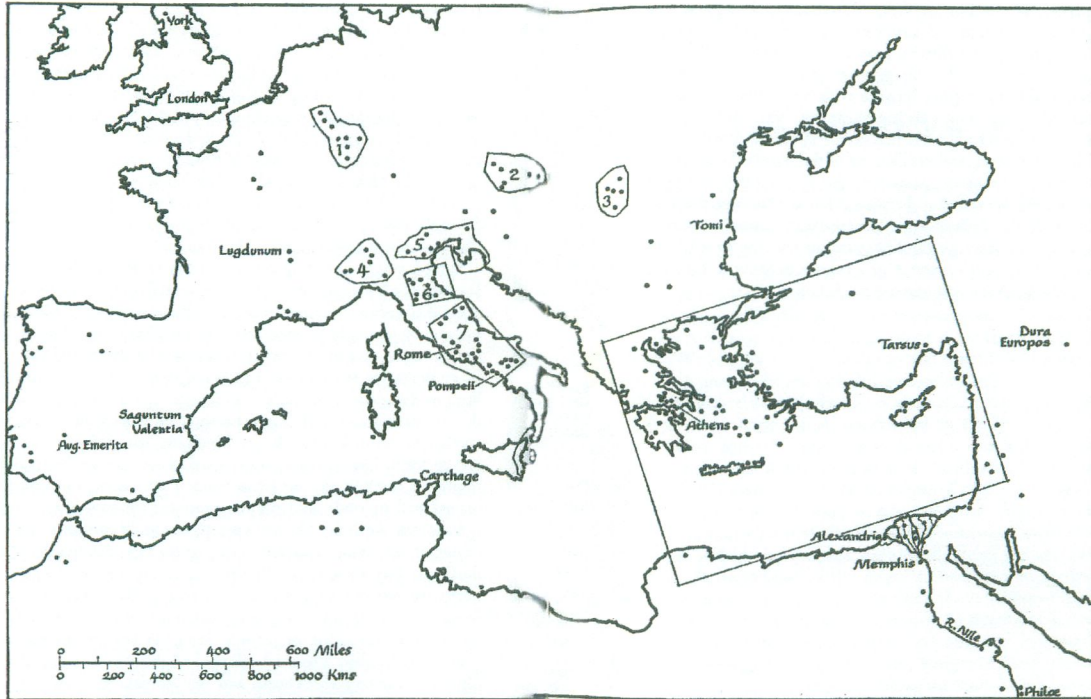 York
London
1
2
3
Tomi
Lugdunum
5
4
6
7
Rome
Pompeii
Dura
Europos
Tarsus
Saguntum
Valentia
Aug. Emerita
Athens
Carthage
Alexandria
Memphis
R. Nile
Philae
0 200 400 600 Miles
0 200 400 600 800 1000 Kms